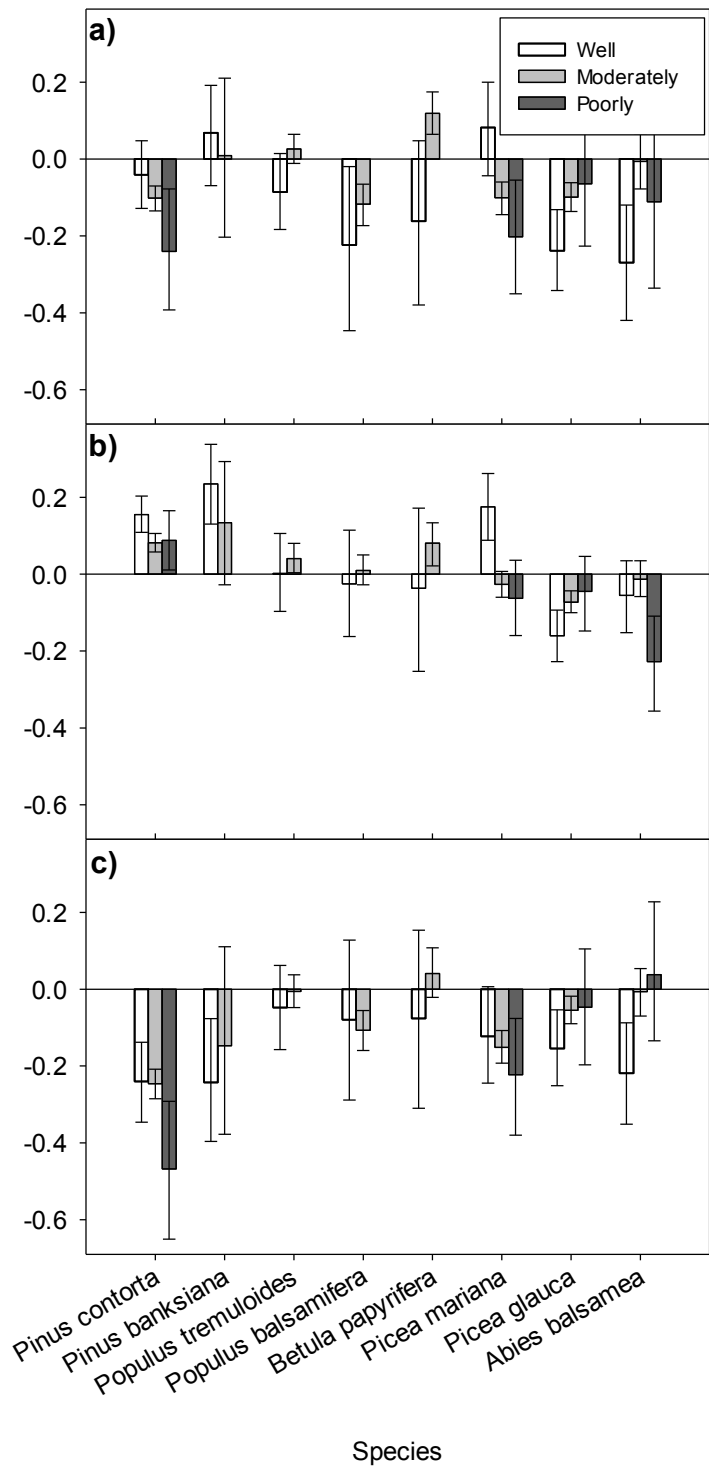 a)
Well
Moderately
Poorly
0.2
0.0
-0.2
-0.4
-0.6
b)
0.2
0.0
-0.2
-0.4
-0.6
c)
0.2
0.0
-0.2
-0.4
-0.6
Pinus contorta
Pinus banksiana
Populus tremuloides
Populus balsamifera
Betula papyrifera
Picea mariana
Picea glauca
Abies balsamea
Species